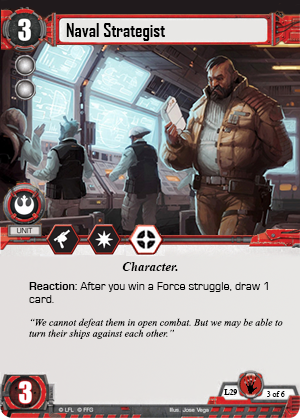 3
Naval Strategist
UNIT
Character.
Reaction: After you win a Force struggle, draw 1
card.
"We cannot defeat them in open combat. But we may be able to
turn their ships against each other."
3
© LFL © FFG
Illus. Jose Vega
L29
3 of 6